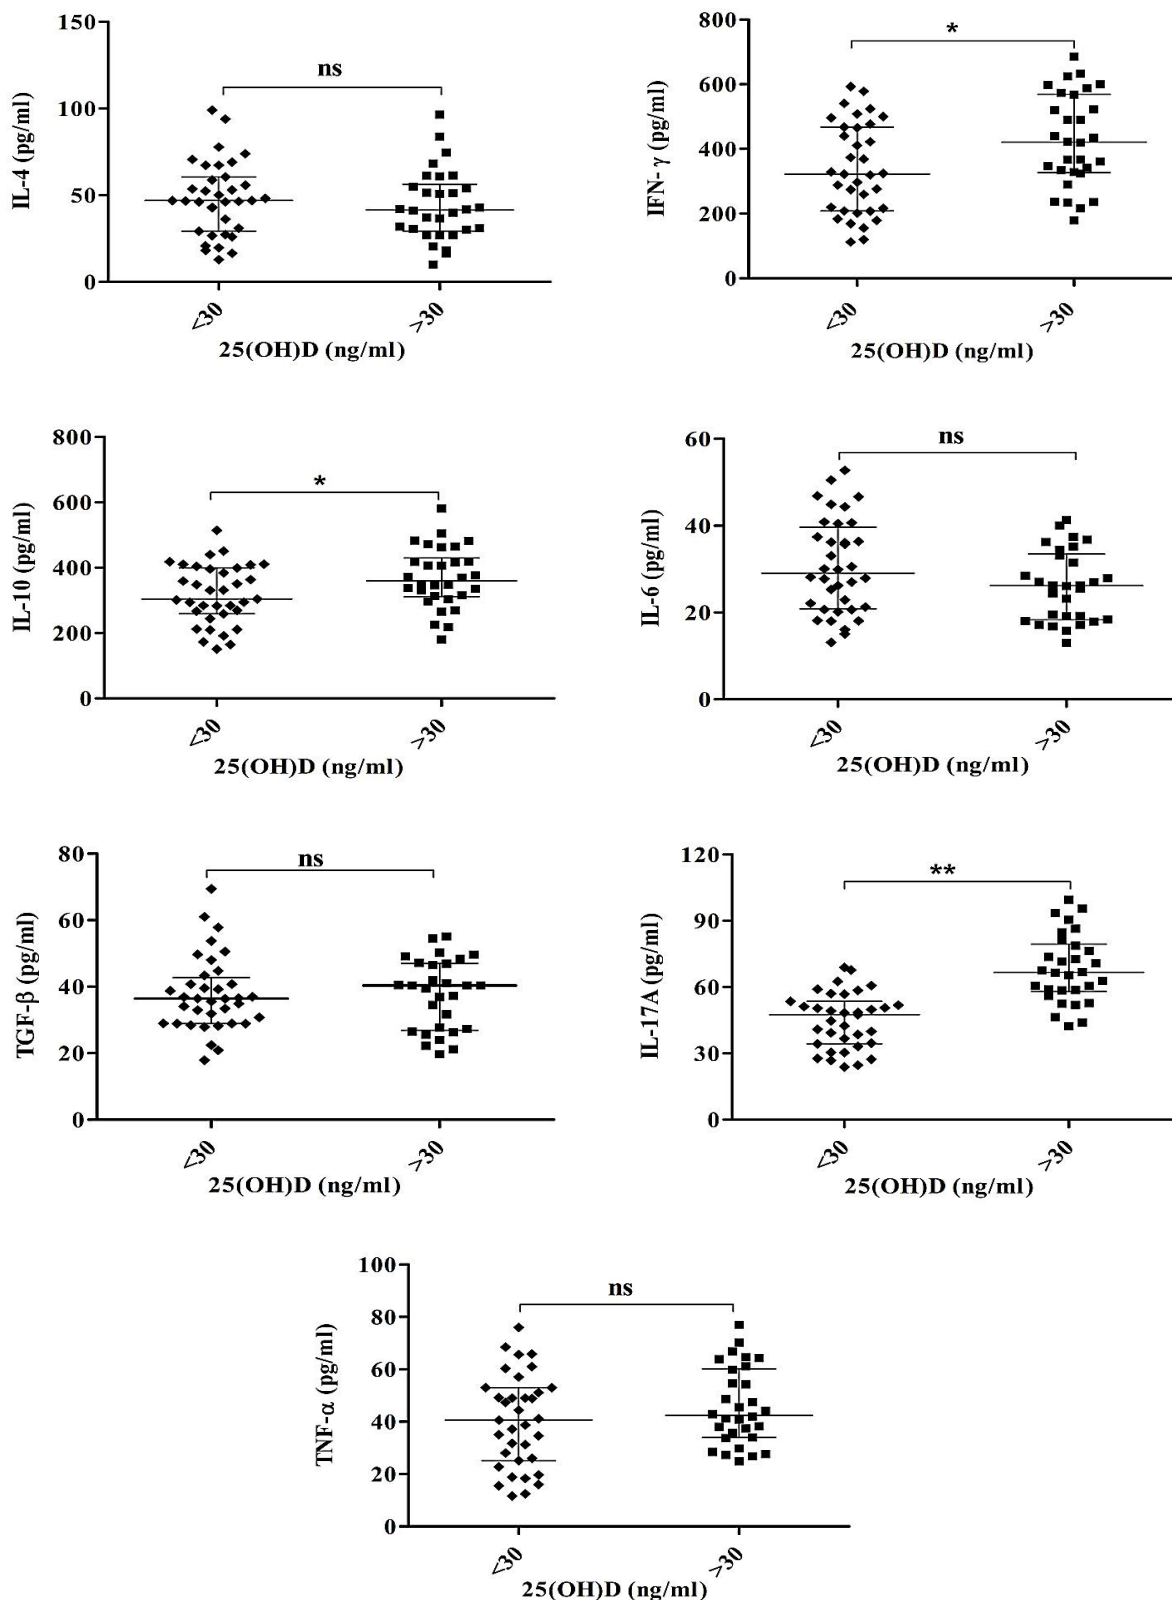 IL-4 (pg/ml)
150
100
50
0
ns
<30
>30
25(OH)D (ng/ml)
IFN- γ (pg/ml)
800
600
400
200
0
*
<30
>30
25(OH)D (ng/ml)
IL-10 (pg/ml)
800
600
400
200
0
*
<30
>30
25(OH)D (ng/ml)
IL-6 (pg/ml)
60
40
20
0
ns
<30
>30
25(OH)D (ng/ml)
TGF-β (pg/ml)
80
60
40
20
0
ns
<30
>30
25(OH)D (ng/ml)
IL-17A (pg/ml)
120
90
60
30
0
**
<30
>30
25(OH)D (ng/ml)
TNF-α (pg/ml)
100
80
60
40
20
0
ns
<30
>30
25(OH)D (ng/ml)